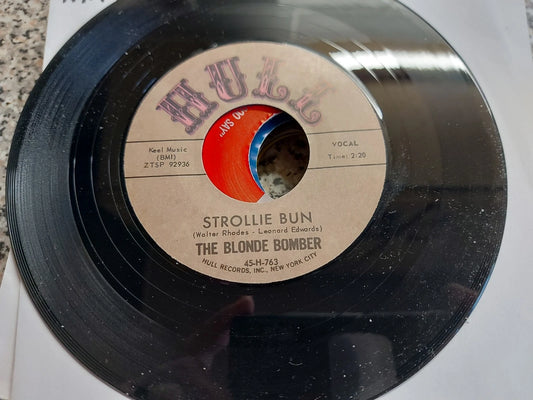 HULL
Keel Music
(BMI)
ZTSP 92936
VOCAL
Time: 2:20
STROLLIE BUN
(Walter Rhodes - Leonard Edwards)
THE BLONDE BOMBER
45-H-763
HULL RECORDS, INC., NEW YORK CITY